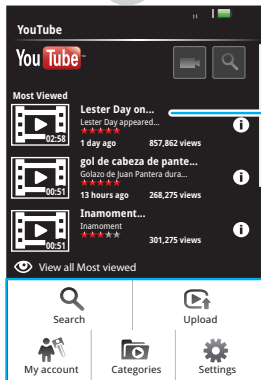 YouTube
You Tube
Most Viewed
Lester Day on...
Lester Day appeared...
02:58
1 day ago 857,862 views
gol de cabeza de pante...
Golazo de Juan Pantera dura...
00:51
13 hours ago 268,275 views
Inamoment...
Inamoment
00:51
301,275 views
View all Most viewed
Search Upload
My account Categories Settings